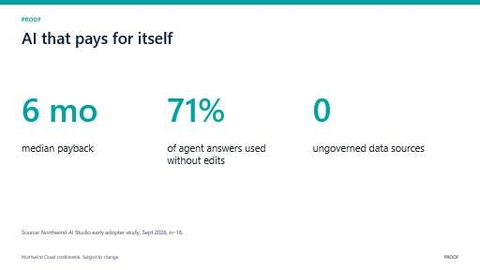 PROOF
AI that pays for itself
6 mo
71%
0
median payback
of agent answers used
without edits
ungoverned data sources
Source: Northwind AI Studio early adopter study, Sept 2026, n=18.
Northwind Cloud confidential. Subject to change.
PROOF